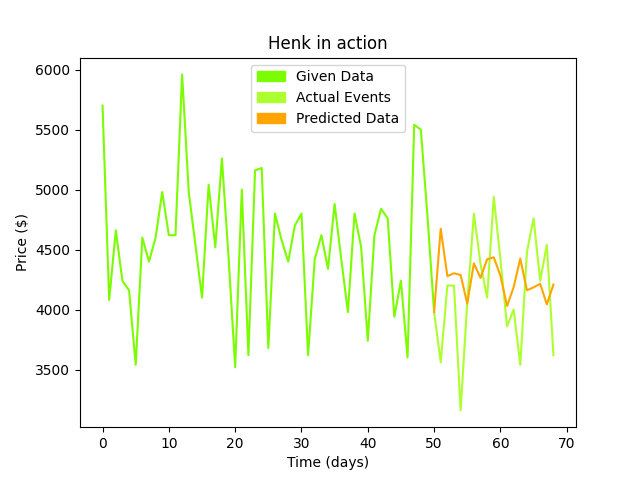 Henk in action
Given Data
Actual Events
Predicted Data
Price ($)
6000
5500
5000
4500
4000
3500
0 10 20 30 40 50 60 70
Time (days)